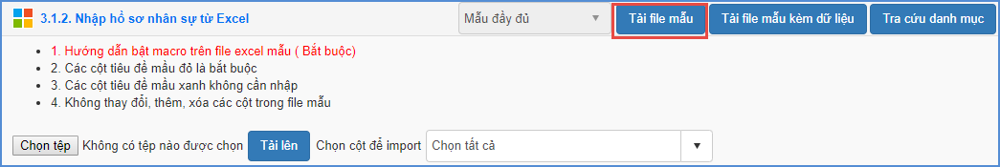 3.1.2. Nhập hồ sơ nhân sự từ Excel Mẫu đầy đủ Tải file mẫu Tải file mẫu kèm dữ liệu Tra cứu danh mục
1. Hướng dẫn bật macro trên file excel mẫu ( Bắt buộc)
2. Các cột tiêu đề mầu đỏ là bắt buộc
3. Các cột tiêu đề mầu xanh không cần nhập
4. Không thay đổi, thêm, xóa các cột trong file mẫu
Chọn tệp Không có tệp nào được chọn Tải lên Chọn cột để import Chọn tất cả